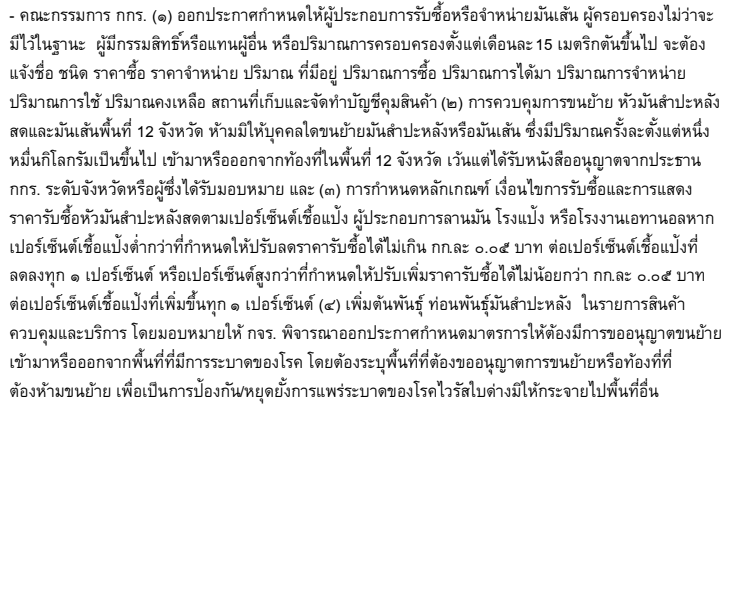 - คณะกรรมการ กกร. (๑) ออกประกาศกำหนดให้ผู้ประกอบการรับซื้อหรือจำหน่ายมันเส้น ผู้ครอบครองไม่ว่าจะ
มีไว้ในฐานะ ผู้มีกรรมสิทธิ์หรือแทนผู้อื่น หรือปริมาณการครอบครองตั้งแต่เดือนละ 15 เมตริกตันขึ้นไป จะต้อง
แจ้งชื่อ ชนิด ราคาซื้อ ราคาจำหน่าย ปริมาณ ที่มีอยู่ ปริมาณการซื้อ ปริมาณการได้มา ปริมาณการจำหน่าย
ปริมาณการใช้ ปริมาณคงเหลือ สถานที่เก็บและจัดทำบัญชีคุมสินค้า (๒) การควบคุมการขนย้าย หัวมันสำปะหลัง
สดและมันเส้นพื้นที่ 12 จังหวัด ห้ามมิให้บุคคลใดขนย้ายมันสำปะหลังหรือมันเส้น ซึ่งมีปริมาณครั้งละตั้งแต่หนึ่ง
หมื่นกิโลกรัมเป็นขึ้นไป เข้ามาหรือออกจากท้องที่ในพื้นที่ 12 จังหวัด เว้นแต่ได้รับหนังสืออนุญาตจากประธาน
กกร. ระดับจังหวัดหรือผู้ซึ่งได้รับมอบหมาย และ (๓) การกำหนดหลักเกณฑ์ เงื่อนไขการรับซื้อและการแสดง
ราคารับซื้อหัวมันสำปะหลังสดตามเปอร์เซ็นต์เชื้อแป้ง ผู้ประกอบการลานมัน โรงแป้ง หรือโรงงานเอทานอลหาก
เปอร์เซ็นต์เชื้อแป้งต่ำกว่าที่กำหนดให้ปรับลดราคารับซื้อได้ไม่เกิน กก.ละ ๐.๐๕ บาท ต่อเปอร์เซ็นต์เชื้อแป้งที่
ลดลงทุก ๑ เปอร์เซ็นต์ หรือเปอร์เซ็นต์สูงกว่าที่กำหนดให้ปรับเพิ่มราคารับซื้อได้ไม่น้อยกว่า กก.ละ ๐.๐๕ บาท
ต่อเปอร์เซ็นต์เชื้อแป้งที่เพิ่มขึ้นทุก ๑ เปอร์เซ็นต์ (๔) เพิ่มต้นพันธุ์ ท่อนพันธุ์มันสำปะหลัง ในรายการสินค้า
ควบคุมและบริการ โดยมอบหมายให้ กจร. พิจารณาออกประกาศกำหนดมาตรการให้ต้องมีการขออนุญาตขนย้าย
เข้ามาหรือออกจากพื้นที่ที่มีการระบาดของโรค โดยต้องระบุพื้นที่ที่ต้องขออนุญาตการขนย้ายหรือท้องที่ที่
ต้องห้ามขนย้าย เพื่อเป็นการป้องกัน/หยุดยั้งการแพร่ระบาดของโรคไวรัสใบด่างมิให้กระจายไปพื้นที่อื่น